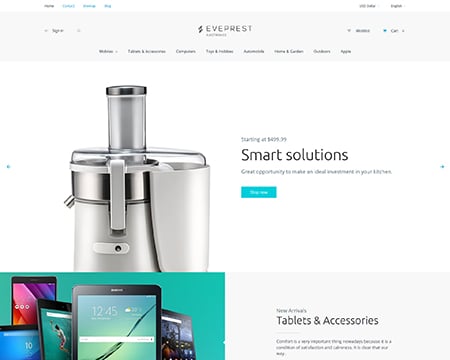 Home Contact Sitemap Blog USD Dollar English
Sign in EVEPREST Wishlist Cart
Mobiles Tablets & Accessories Computers Toys & Hobbies Automobile Home & Garden Outdoors Apple
Starting at $499.99
Smart solutions
Great opportunity to make an ideal investment in your kitchen.
Shop now
New Arrivals
Tablets & Accessories
Comfort is a very important thing nowadays because it is a
condition of satisfaction and calmness. It is clear that our
way
12:45